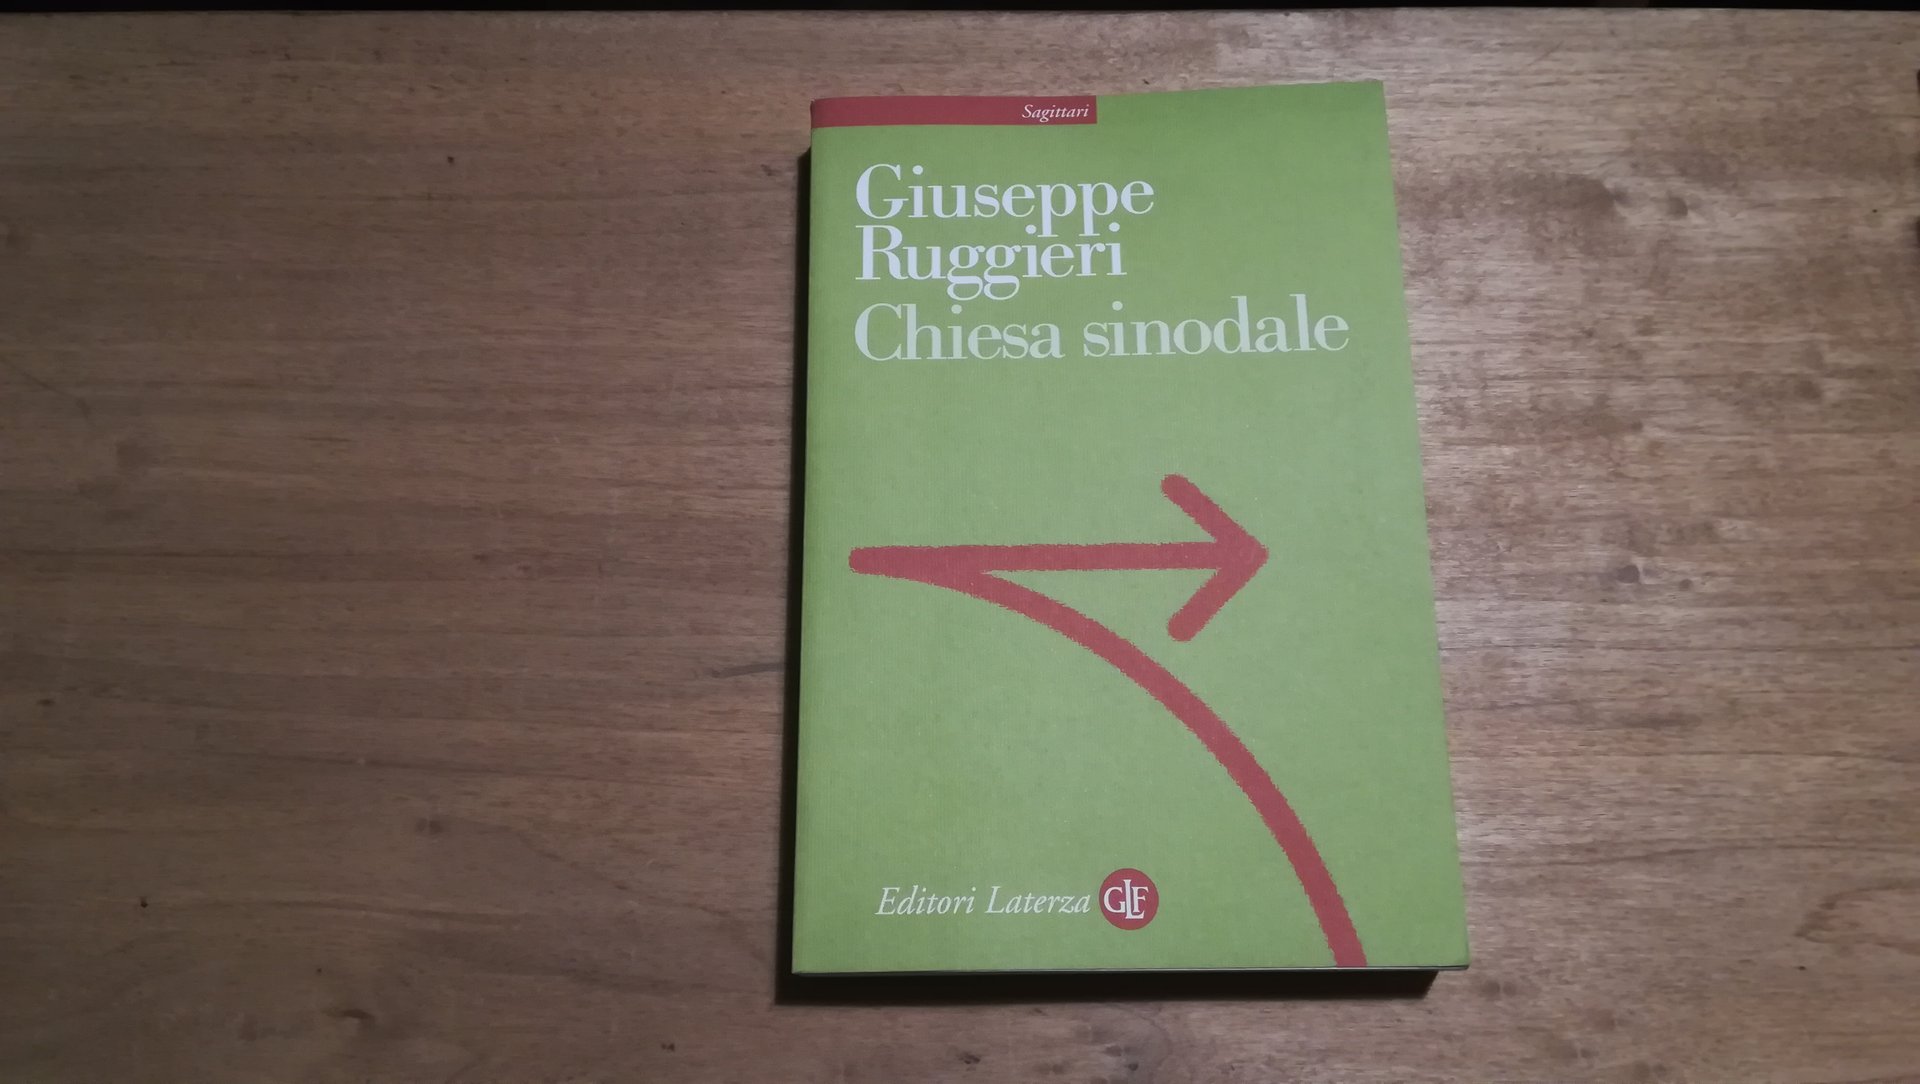 Sagittari
Giuseppe
Ruggieri
Chiesa sinodale
Editori Laterza GLF